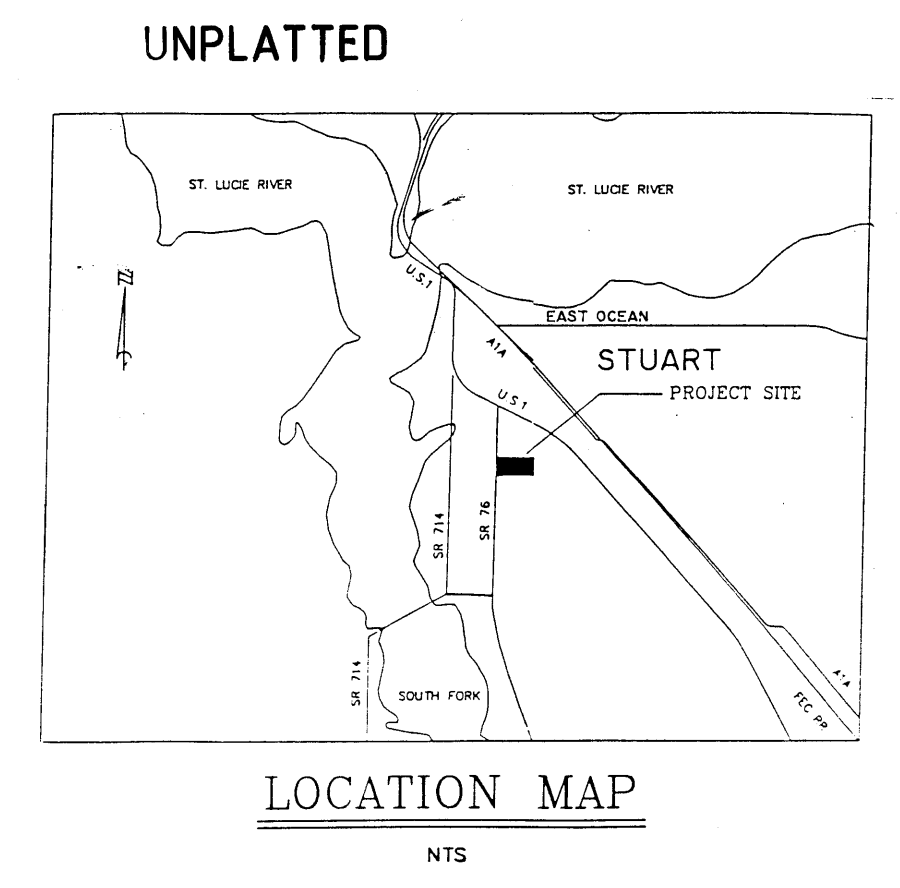 UNPLATTED
ST. LUCIE RIVER
ST. LUCIE RIVER
N
U.S.1
EAST OCEAN
A1A
STUART
PROJECT SITE
U.S.1
SR 714
SR 76
SR 714
SOUTH FORK
A1A
FEC PP.
LOCATION MAP
NTS